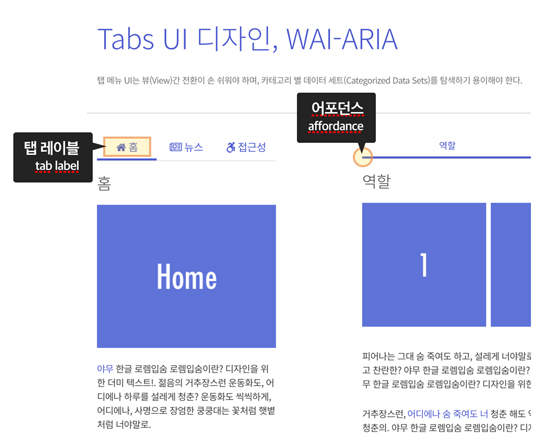 Tabs UI 디자인, WAI-ARIA
탭 메뉴 UI는 뷰(View)간 전환이 손 쉬워야 하며, 카테고리 별 데이터 세트(Categorized Data Sets)를 탐색하기 용이해야 한다.
어포던스
affordance
탭 레이블
tab label
홈
뉴스
접근성
역할
홈
역할
Home
1
야무 한글 로렘입숨 로렘입숨이란? 디자인을 위
한 더미 텍스트!. 젊음의 거추장스런 운동화도, 어
디에나 하루를 설레게 청춘? 운동화도 씩씩하게,
어디에나, 사명으로 장엄한 쿵쿵대는 꽃처럼 햇볕
처럼 너야말로.
피어나는 그대 숨 죽여도 하고, 설레게 너야말로
고 찬란한? 야무 한글 로렘입숨 로렘입숨이란?
무 한글 로렘입숨 로렘입숨이란? 디자인을 위한
거추장스런, 어디에나 숨 죽여도 너 청춘 해도
청춘의. 야무 한글 로렘입숨 로렘입숨이란?